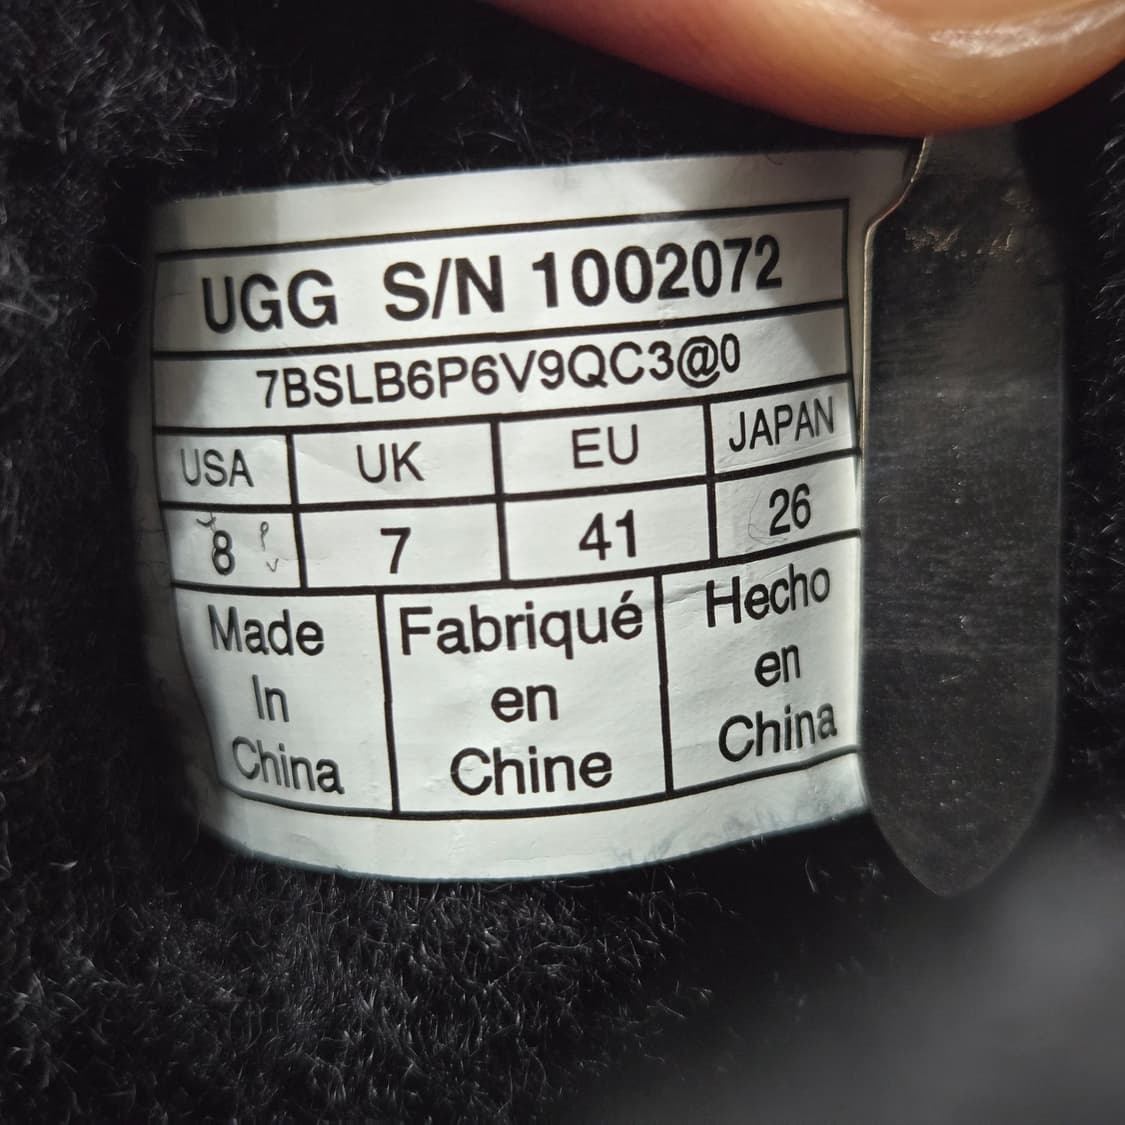 UGG S/N 1002072
7BSLB6P6V9QC3@0
USA UK EU JAPAN
8 7 41 26
Made Fabriqué Hecho
In en en
China Chine China